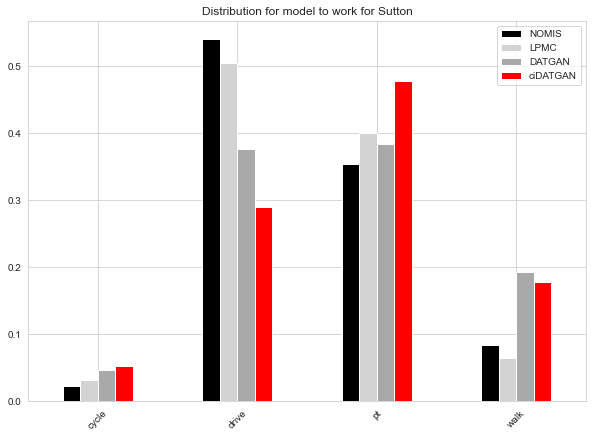 Distribution for model to work for Sutton
NOMIS
LPMC
DATGAN
ciDATGAN
0.5
0.4
0.3
0.2
0.1
0.0
cycle
drive
pt
walk